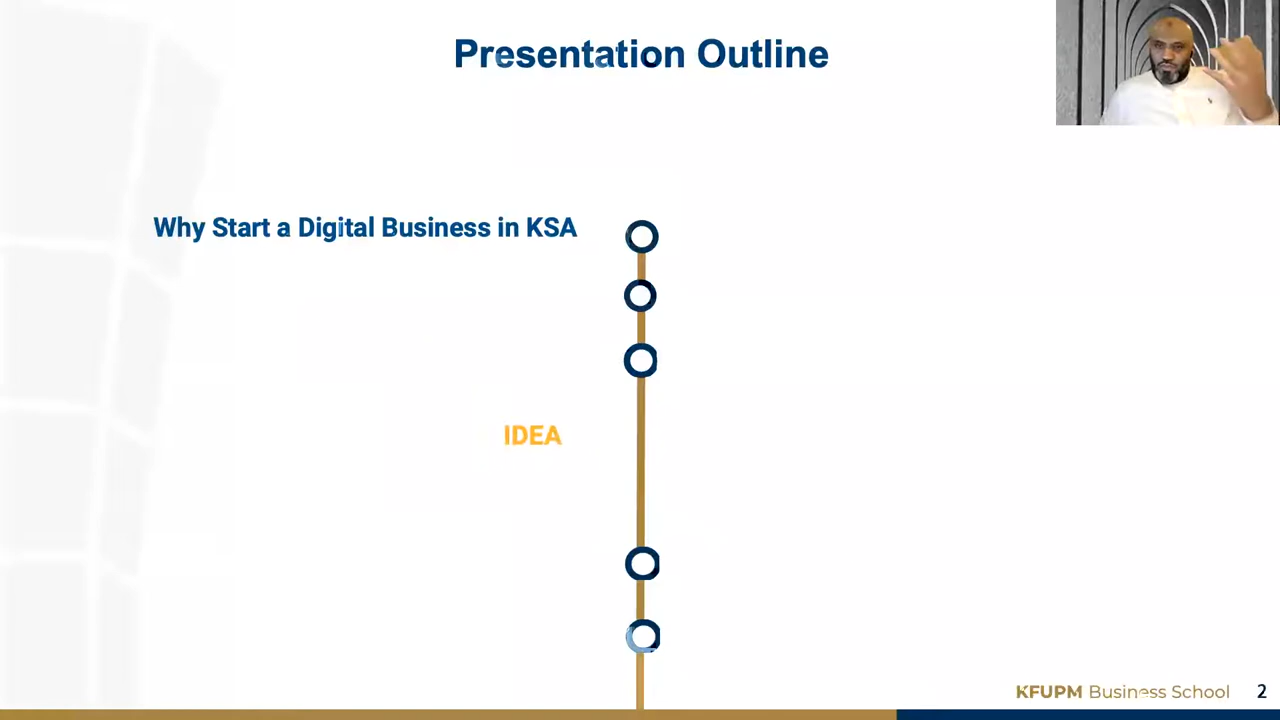 Presentation Outline
Why Start a Digital Business in KSA
IDEA
KFUPM Business School 2